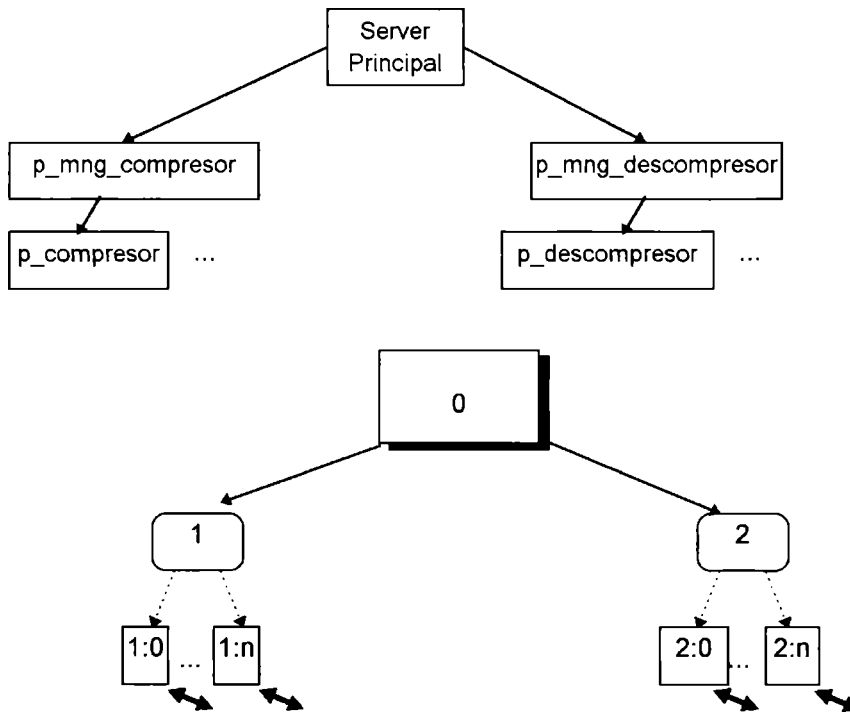 Server
Principal
p_mng_compresor
p_mng_descompresor
p_compresor ...
p_descompresor ...
0
1
2
1:0 ... 1:n
2:0 ... 2:n